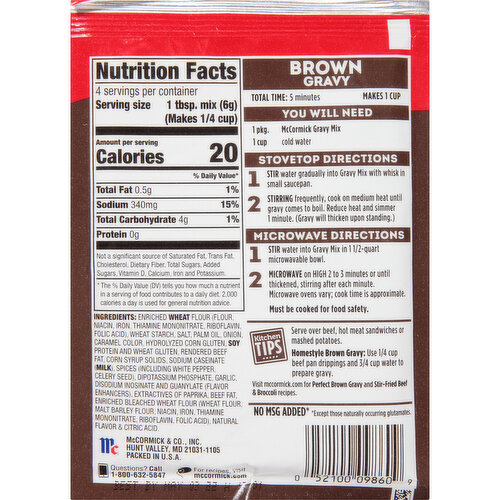 Nutrition Facts
4 servings per container
Serving size 1 tbsp. mix (6g)
(Makes 1/4 cup)
Amount per serving
Calories 20
% Daily Value*
Total Fat 0.5g 1%
Sodium 340mg 15%
Total Carbohydrate 4g 1%
Protein 0g
Not a significant source of Saturated Fat, Trans Fat,
Cholesterol, Dietary Fiber, Total Sugars, Added
Sugars, Vitamin D, Calcium, Iron and Potassium.
* The % Daily Value (DV) tells you how much a nutrient
in a serving of food contributes to a daily diet. 2,000
calories a day is used for general nutrition advice.
INGREDIENTS: ENRICHED WHEAT FLOUR (FLOUR,
NIACIN, IRON, THIAMINE MONONITRATE, RIBOFLAVIN,
FOLIC ACID), WHEAT STARCH, SALT, PALM OIL, ONION,
CARAMEL COLOR, HYDROLYZED CORN GLUTEN, SOY
PROTEIN AND WHEAT GLUTEN, RENDERED BEEF
FAT, CORN SYRUP SOLIDS, SODIUM CASEINATE
(MILK), SPICES (INCLUDING WHITE PEPPER,
CELERY SEED), DIPOTASSIUM PHOSPHATE, GARLIC,
DISODIUM INOSINATE AND GUANYLATE (FLAVOR
ENHANCERS), EXTRACTIVES OF PAPRIKA, BEEF FAT,
ENRICHED BLEACHED WHEAT FLOUR (WHEAT FLOUR,
MALT BARLEY FLOUR, NIACIN, IRON, THIAMINE
MONONITRATE, RIBOFLAVIN, FOLIC ACID), NATURAL
FLAVOR & CITRIC ACID.
Mc
McCORMICK & CO., INC.
HUNT VALLEY, MD 21031-1105
PACKED IN U.S.A.
Questions? Call
1-800-632-5847
For recipes, visit
mccormick.com
BROWN
GRAVY
TOTAL TIME: 5 minutes MAKES 1 CUP
YOU WILL NEED
1 pkg. McCormick Gravy Mix
1 cup cold water
STOVETOP DIRECTIONS
1 STIR water gradually into Gravy Mix with whisk in
small saucepan.
2 STIRRING frequently, cook on medium heat until
gravy comes to boil. Reduce heat and simmer
1 minute. (Gravy will thicken upon standing.)
MICROWAVE DIRECTIONS
1 STIR water into Gravy Mix in 1 1/2-quart
microwavable bowl.
2 MICROWAVE on HIGH 2 to 3 minutes or until
thickened, stirring after each minute.
Microwave ovens vary; cook time is approximate.
Must be cooked for food safety.
Kitchen
TIPS
Serve over beef, hot meat sandwiches or
mashed potatoes.
Homestyle Brown Gravy: Use 1/4 cup
beef pan drippings and 3/4 cup water to
prepare gravy.
Visit mccormick.com for Perfect Brown Gravy and Stir-Fried Beef
& Broccoli recipes.
NO MSG ADDED* *Except those naturally occurring glutamates.
0 52100 09860 9